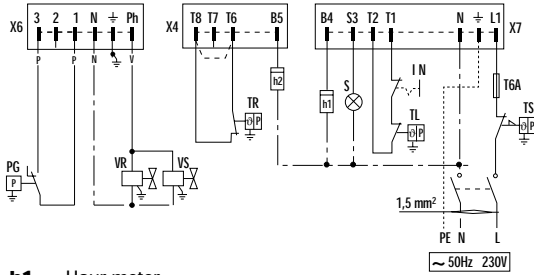 3 2 1 N Ph
X6
X4
T8 T7 T6 B5
B4 S3 T2 T1 N L1
X7
P P N V
h2
h1
S
I N
T6A
TR
ϑ P
TL
ϑ P
TS
ϑ P
PG
P
VR
VS
1,5 mm²
PE N L
~ 50Hz 230V
h1 Hour meter